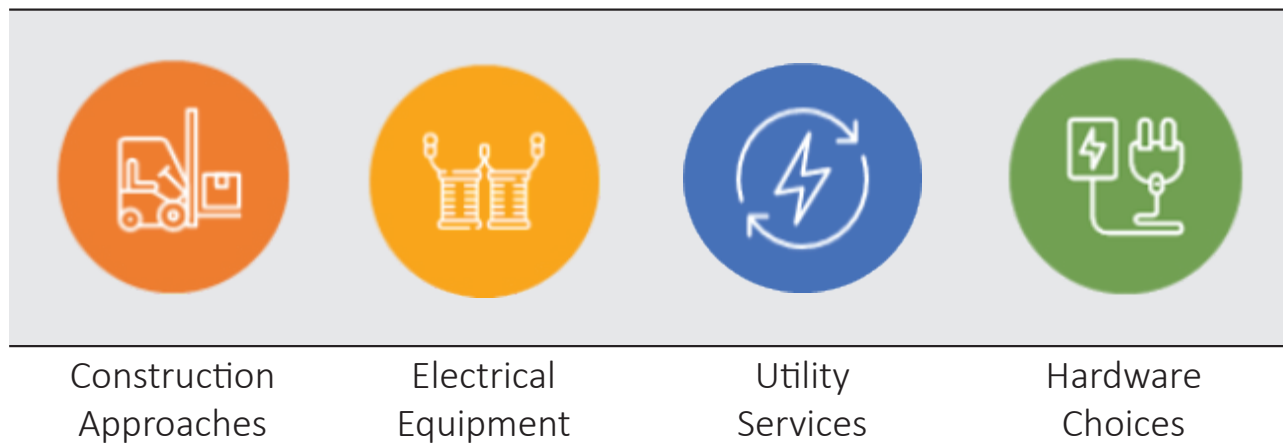 Construction
Approaches
Electrical
Equipment
Utility
Services
Hardware
Choices